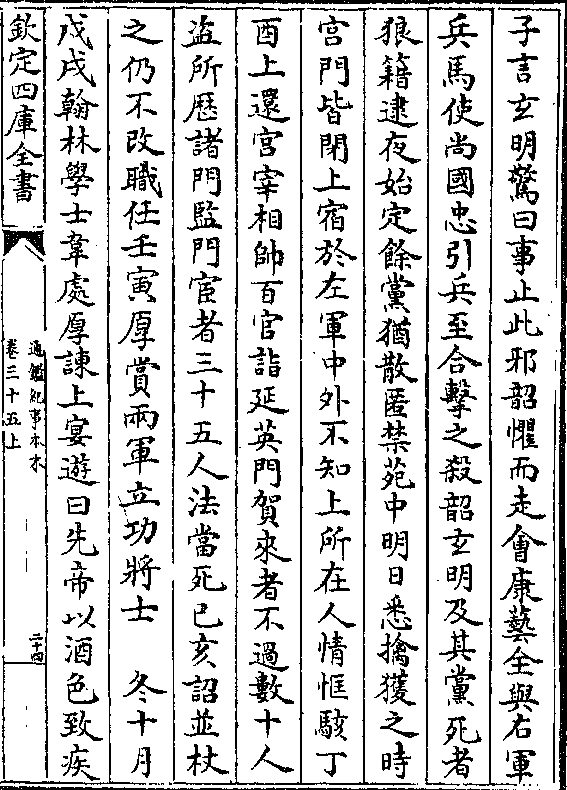 子言玄明驚曰事止此邪韶懼而走會康藝全與右軍
兵馬使尚國忠引兵至合擊之殺韶玄明及其黨死者
狼籍逮夜始定餘黨猶散匿禁苑中明日悉擒獲之時
宮門皆閉上宿於左軍中外不知上所在人情恇駭丁
酉上還宮宰相帥百官詣延英門賀來者不過數十人
盜所歴諸門監門宦者三十五人法當死已亥詔並杖
之仍不改職任壬寅厚賞兩軍立功將士　冬十月
戊戌翰林學士韋處厚諫上宴遊曰先帝以酒色致疾
欽定四庫全書
通鑑紀事本末
卷三十五上
二十四